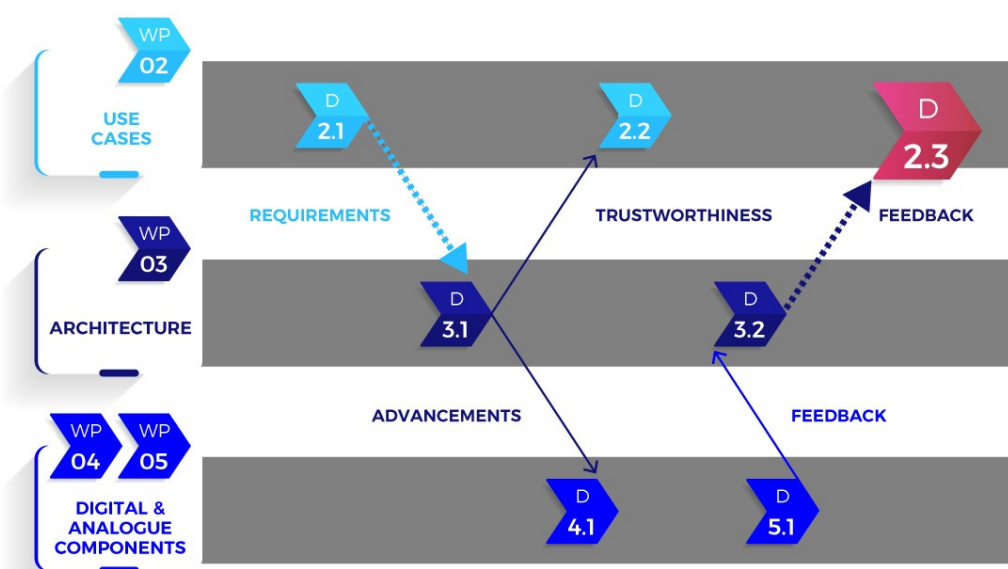 WP
02
USE
CASES
D
2.1
D
2.2
D
2.3
REQUIREMENTS
TRUSTWORTHINESS
FEEDBACK
WP
03
ARCHITECTURE
D
3.1
D
3.2
ADVANCEMENTS
FEEDBACK
WP
04
WP
05
DIGITAL &
ANALOGUE
COMPONENTS
D
4.1
D
5.1